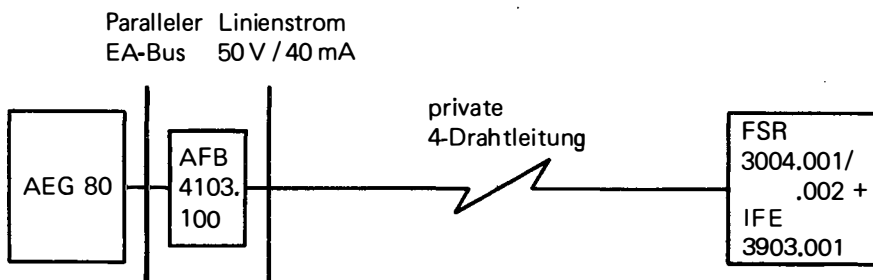 Paralleler Linienstrom
EA-Bus 50 V / 40 mA
private
4-Drahtleitung
AEG 80
AFB
4103.
100
FSR
3004.001/
.002 +
IFE
3903.001